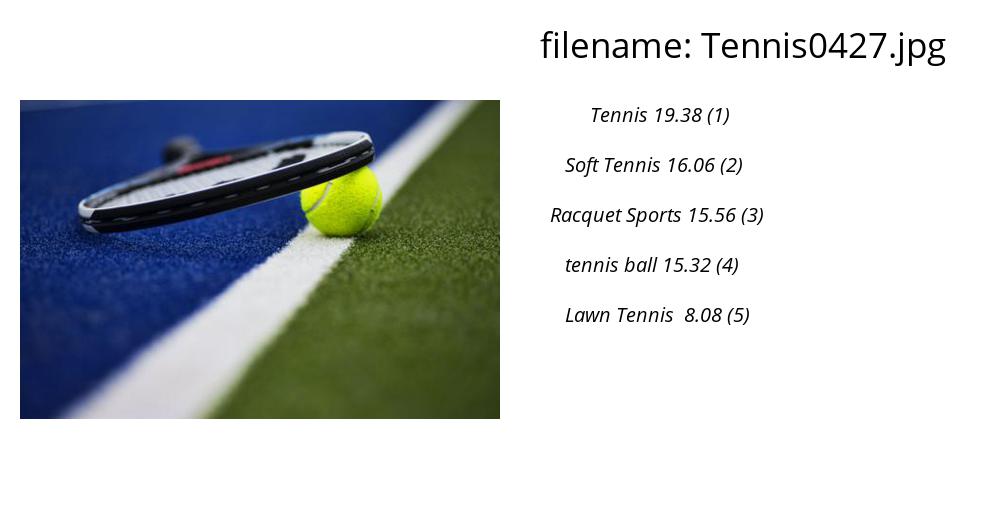 filename: Tennis0427.jpg
Tennis 19.38 (1)
Soft Tennis 16.06 (2)
Racquet Sports 15.56 (3)
tennis ball 15.32 (4)
Lawn Tennis  8.08 (5)